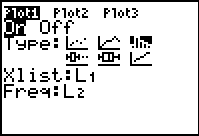 Plot1 Plot2 Plot3
On Off
Type:
Xlist:L₁
Freq:L₂